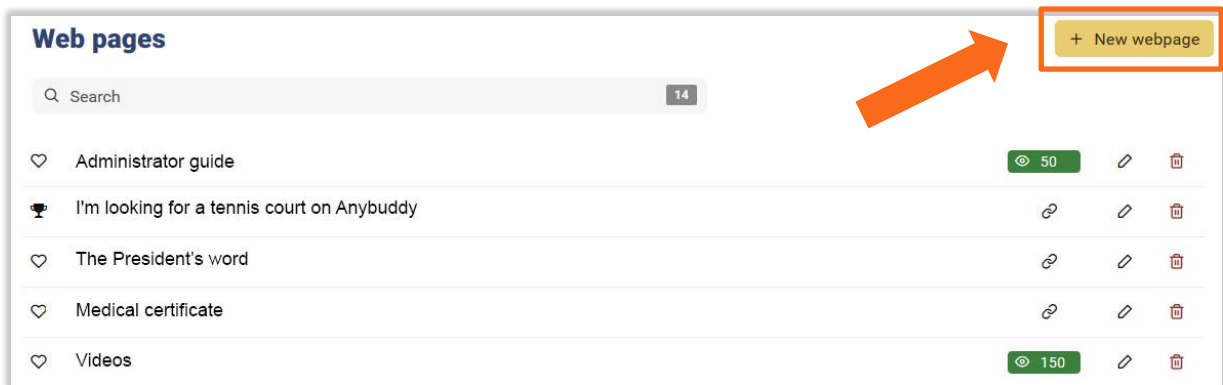 Web pages
+ New webpage
Search 14
Administrator guide 50
I'm looking for a tennis court on Anybuddy
The President's word
Medical certificate
Videos 150